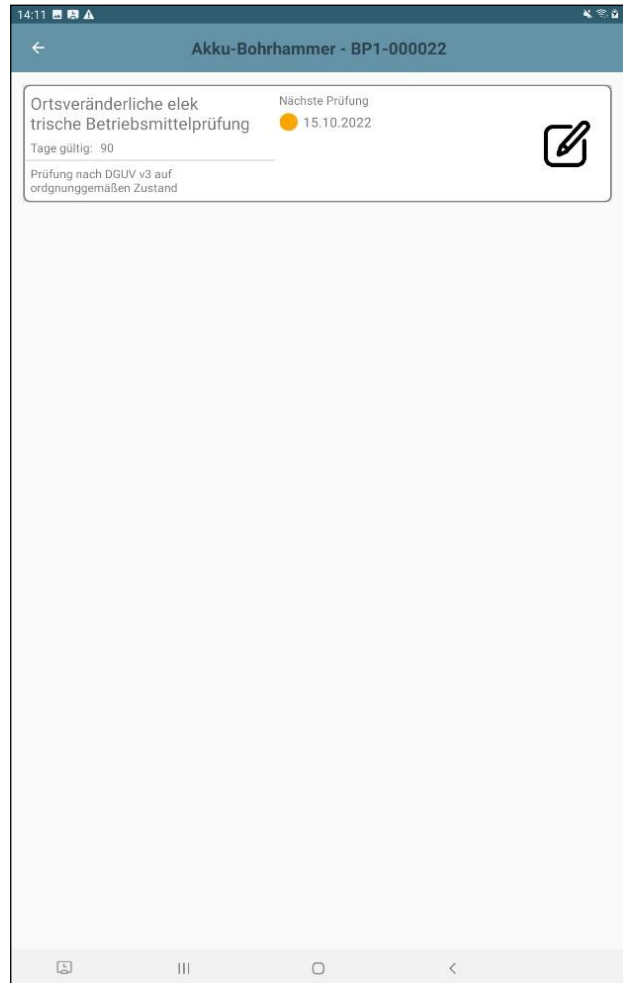 14:11
Akku-Bohrhammer - BP1-000022
Ortsveränderliche elek
trische Betriebsmittelprüfung
Tage gültig: 90
Prüfung nach DGUV v3 auf
ordgnunggemäßen Zustand
Nächste Prüfung
15.10.2022